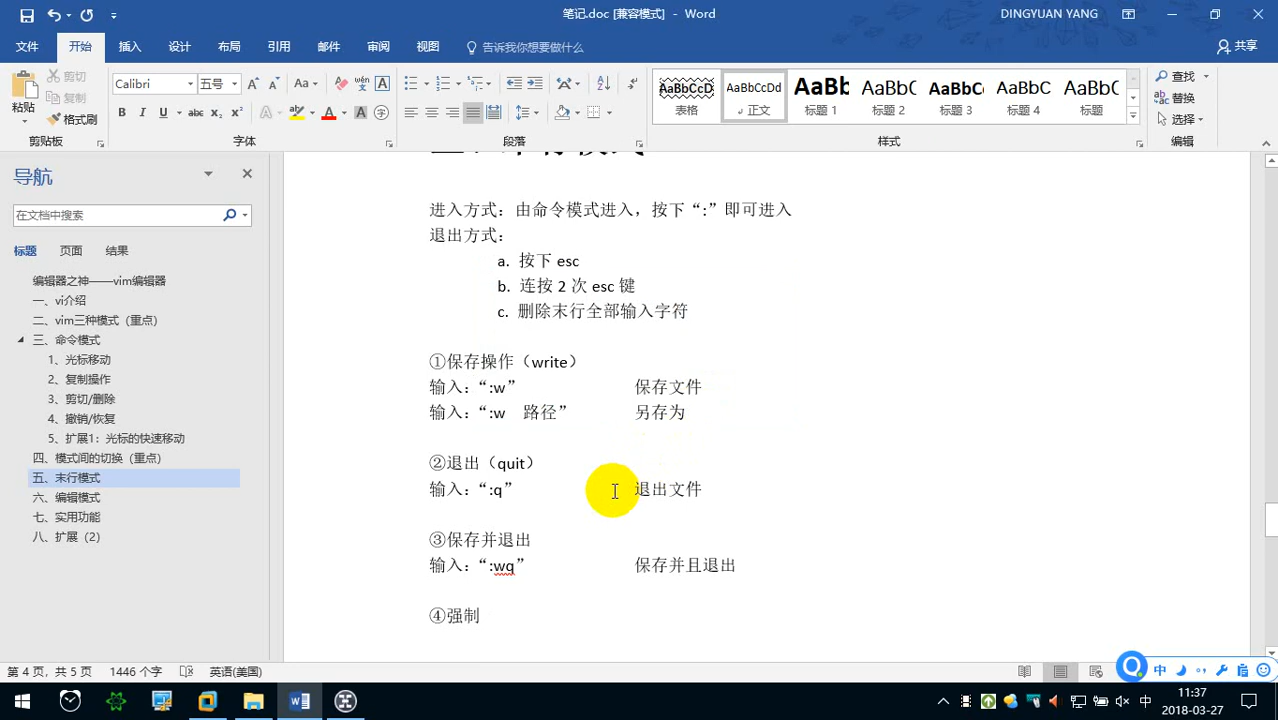 笔记.doc [兼容模式] - Word
DINGYUAN YANG
文件 开始 插入 设计 布局 引用 邮件 审阅 视图 告诉我你想要做什么 共享
粘贴
剪切
复制
格式刷
Calibri 五号
AaBbCcD 表格
AaBbCcDd 正文
AaBb 标题 1
AaBbC 标题 2
AaBbCc 标题 3
AaBbC 标题 4
AaBbC 标题
查找
替换
选择
剪贴板 字体 段落 样式 编辑
导航
在文档中搜索
标题 页面 结果
编辑器之神——vim编辑器
一、vi介绍
二、vim三种模式（重点）
三、命令模式
1、光标移动
2、复制操作
3、剪切/删除
4、撤销/恢复
5、扩展1：光标的快速移动
四、模式间的切换（重点）
五、末行模式
六、编辑模式
七、实用功能
八、扩展（2）
进入方式：由命令模式进入，按下“:”即可进入
退出方式：
a. 按下 esc
b. 连按 2 次 esc 键
c. 删除末行全部输入字符
①保存操作（write）
输入：“:w” 保存文件
输入：“:w 路径” 另存为
②退出（quit）
输入：“:q” 退出文件
③保存并退出
输入：“:wq” 保存并且退出
④强制
第 4 页，共 5 页 1446 个字 英语(美国)
中
中
11:37
2018-03-27